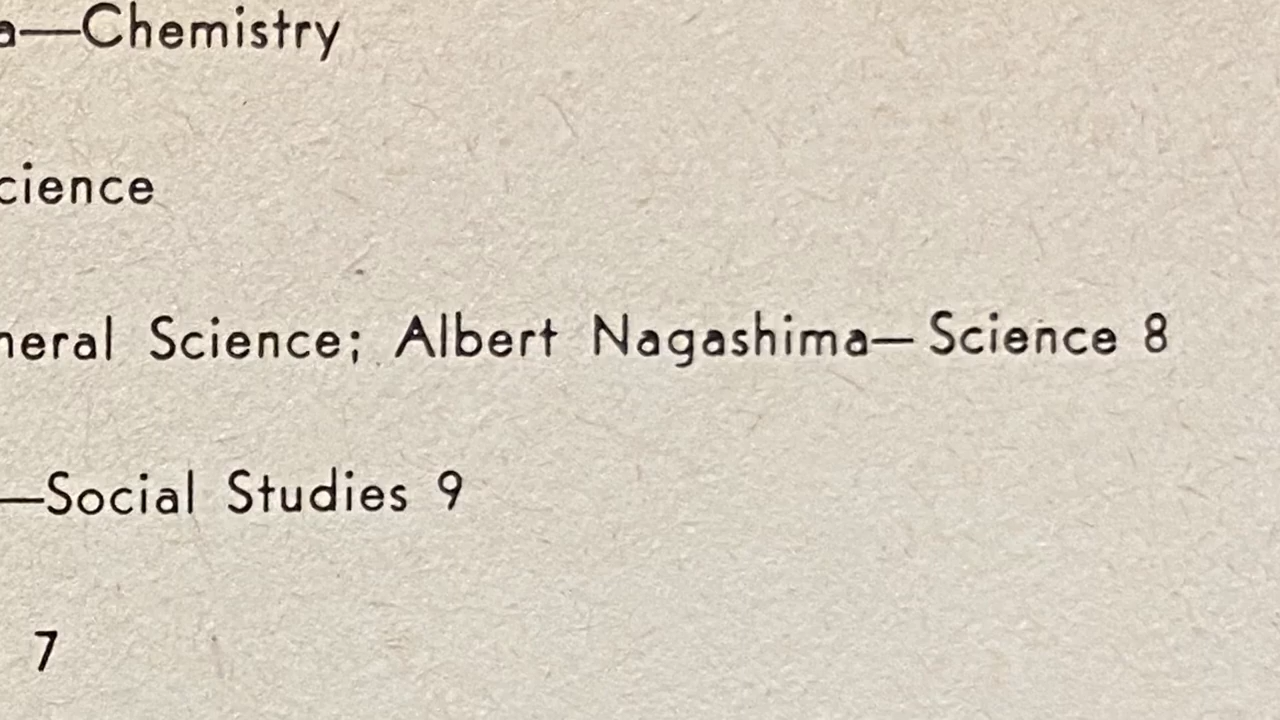 a—Chemistry
cience
neral Science; Albert Nagashima—Science 8
—Social Studies 9
7